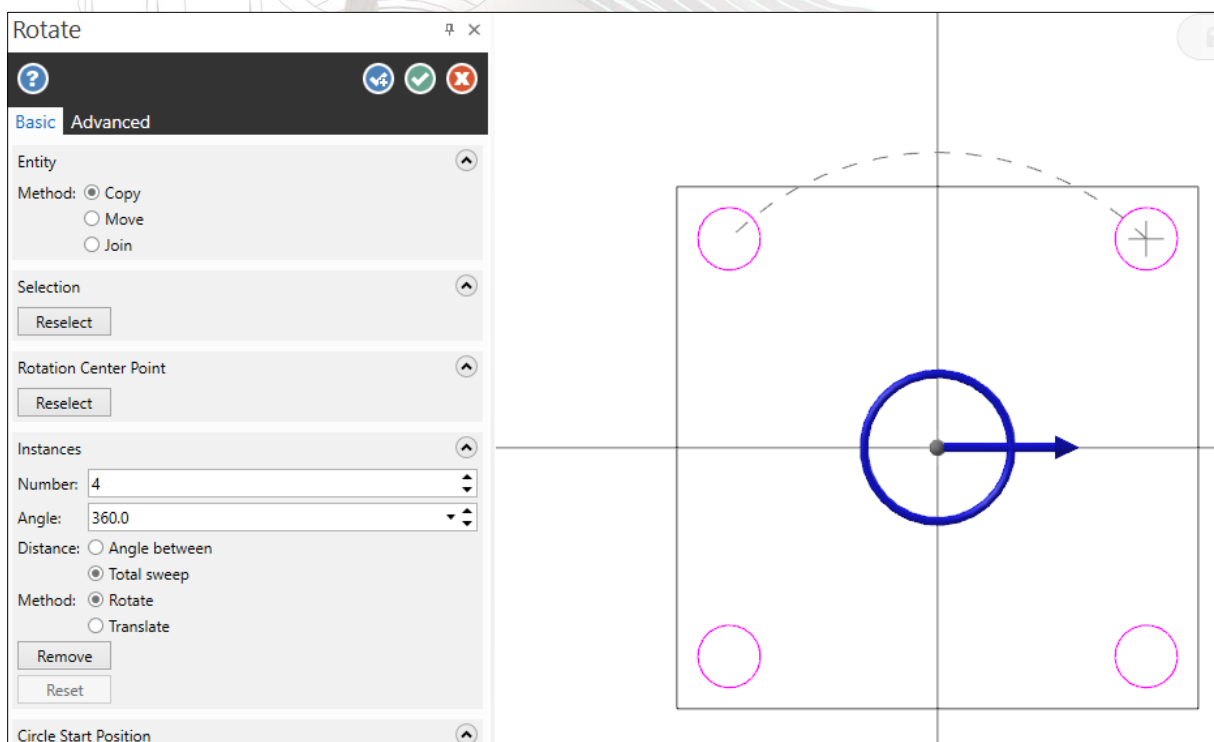 Rotate
Basic Advanced
Entity
Method: Copy
Move
Join
Selection
Reselect
Rotation Center Point
Reselect
Instances
Number: 4
Angle: 360.0
Distance: Angle between
Total sweep
Method: Rotate
Translate
Remove
Reset
Circle Start Position